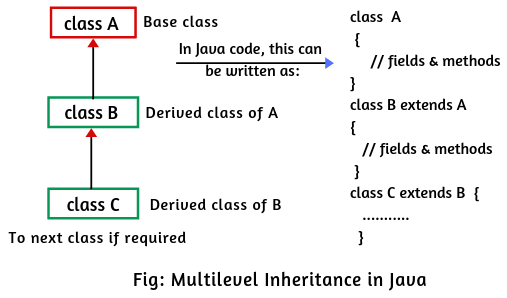 class A
Base class
In Java code, this can
be written as:
class B
Derived class of A
class C
Derived class of B
To next class if required
class A
{
// fields & methods
}
class B extends A
{
// fields & methods
}
class C extends B {
...........
}
Fig: Multilevel Inheritance in Java